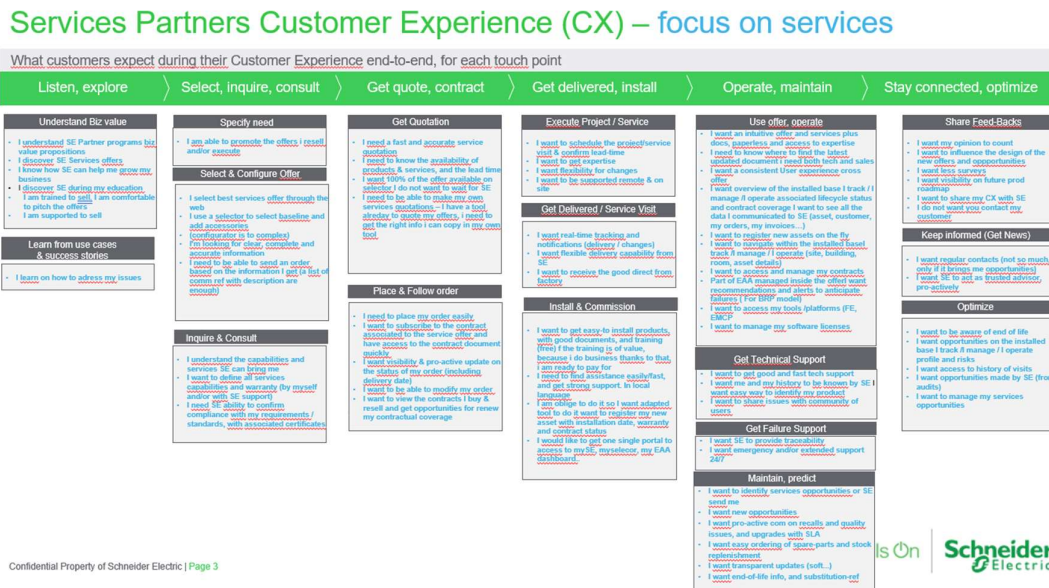 Services Partners Customer Experience (CX) – focus on services
What customers expect during their Customer Experience end-to-end, for each touch point
Listen, explore
Select, inquire, consult
Get quote, contract
Get delivered, install
Operate, maintain
Stay connected, optimize
Understand Biz value
• I understand SE Partner programs biz
value propositions
• I discover SE Services offers
• I know how SE can help me grow my
business
• I discover SE during my education
• I am trained to sell, I am comfortable
to pitch the offers
• I am supported to sell
Learn from use cases
& success stories
• I learn on how to adress my issues
Specify need
• I am able to promote the offers i resell
and/or execute
Select & Configure Offer
• I select best services offer through the
web
• I use a selector to select baseline and
add accessories
• (configurator is to complex)
• I'm looking for clear, complete and
accurate information
• I need to be able to send an order
based on the information I get (a list of
comm ref with description are
enough)
Inquire & Consult
• I understand the capabilities and
services SE can bring me
• I want to define all services
capabilities and warranty (by myself
and/or with SE support)
• I need SE ability to confirm
compliance with my requirements /
standards, with associated certificates
Get Quotation
• I need a fast and accurate service
quotation
• I need to know the availability of
products & services, and the lead time
• I want 100% of the offer available on
selector I do not want to wait for SE
• I need to be able to make my own
services quotations – I have a tool
alreday to quote my offers, i need to
get the right info i can copy in my own
tool
Place & Follow order
• I need to place my order easily
• I want to subscribe to the contract
associated to the service offer and
have access to the contract document
quickly
• I want visibility & pro-active update on
the status of my order (including
delivery date)
• I want to be able to modify my order
• I want to view the contracts I buy &
resell and get opportunities for renew
my contractual coverage
Execute Project / Service
• I want to schedule the project/service
visit & confirm lead-time
• I want to get expertise
• I want flexibility for changes
• I want to be supported remote & on
site
Get Delivered / Service Visit
• I want real-time tracking and
notifications (delivery / changes)
• I want flexible delivery capability from
SE
• I want to receive the good direct from
factory
Install & Commission
• I want to get easy-to install products,
with good documents, and training
(free) f the training is of value,
because i do business thanks to that,
i am ready to pay for
• I need to find assistance easily/fast,
and get strong support. In local
language
• I am oblige to do it so I want adapted
tool to do it want to register my new
asset with installation date, warranty
and contract status
• I would like to get one single portal to
access to mySE, myselecor, my EAA
dashboard..
Use offer, operate
• I want an intuitive offer and services plus
docs, paperless and access to expertise
• I need to know where to find the latest
updated document i need both tech and sales
• I want a consistent User experience cross
offer
• I want overview of the installed base I track / I
manage /I operate associated lifecycle status
and contract coverage I want to see all the
data I communicated to SE (asset, customer,
my orders, my invoices...)
• I want to register new assets on the fly
• I want to navigate within the installed baseI
track /I manage / I operate (site, building,
room, asset details)
• I want to access and manage my contracts
• Part of EAA managed inside the offerI want
recommendations and alerts to anticipate
failures ( For BRP model)
• I want to access my tools /platforms (FE,
EMCP
• I want to manage my software licenses
Get Technical Support
• I want to get good and fast tech support
• I want me and my history to be known by SE I
want easy way to identify my product
• I want to share issues with community of
users
Get Failure Support
• I want SE to provide traceability
• I want emergency and/or extended support
24/7
Maintain, predict
• I want to identify services opportunities or SE
send me
• I want new opportunities
• I want pro-active com on recalls and quality
issues, and upgrades with SLA
• I want easy ordering of spare-parts and stock
replenishment
• I want transparent updates (soft...)
• I want end-of-life info, and substitution-ref
Share Feed-Backs
• I want my opinion to count
• I want to influence the design of the
new offers and opportunities
• I want less surveys
• I want visibility on future prod
roadmap
• I want to share my CX with SE
• I do not want you contact my
customer
Keep informed (Get News)
• I want regular contacts (not so much,
only if it brings me opportunities)
• I want SE to act as trusted advisor,
pro-actively
Optimize
• I want to be aware of end of life
• I want opportunities on the installed
base I track /I manage / I operate
profile and risks
• I want access to history of visits
• I want opportunities made by SE (from
audits)
• I want to manage my services
opportunities
Confidential Property of Schneider Electric | Page 3
Is On
Schneider
Electric